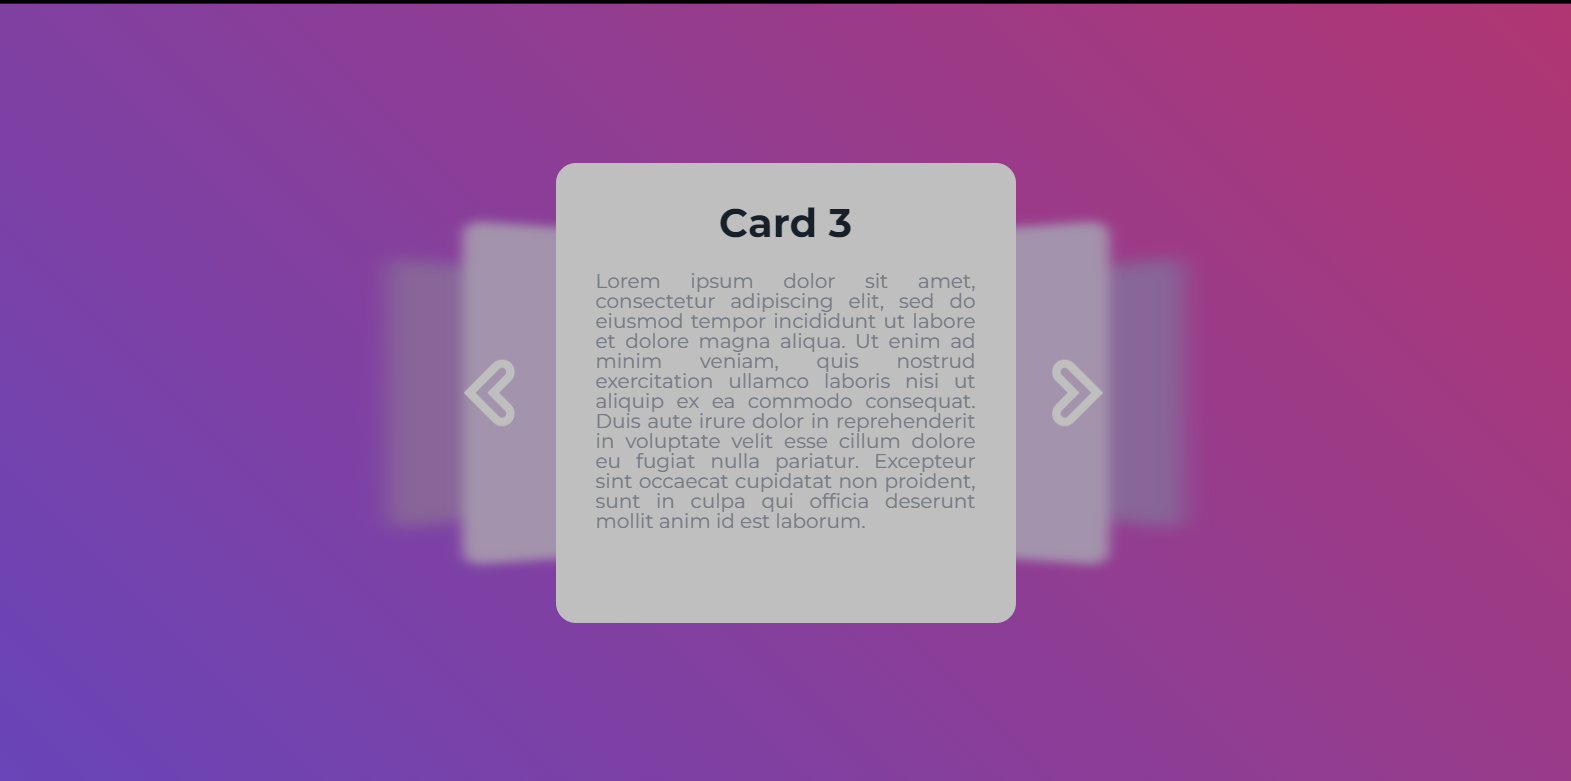 Card 3
Lorem ipsum dolor sit amet,
consectetur adipiscing elit, sed do
eiusmod tempor incididunt ut labore
et dolore magna aliqua. Ut enim ad
minim veniam, quis nostrud
exercitation ullamco laboris nisi ut
aliquip ex ea commodo consequat.
Duis aute irure dolor in reprehenderit
in voluptate velit esse cillum dolore
eu fugiat nulla pariatur. Excepteur
sint occaecat cupidatat non proident,
sunt in culpa qui officia deserunt
mollit anim id est laborum.